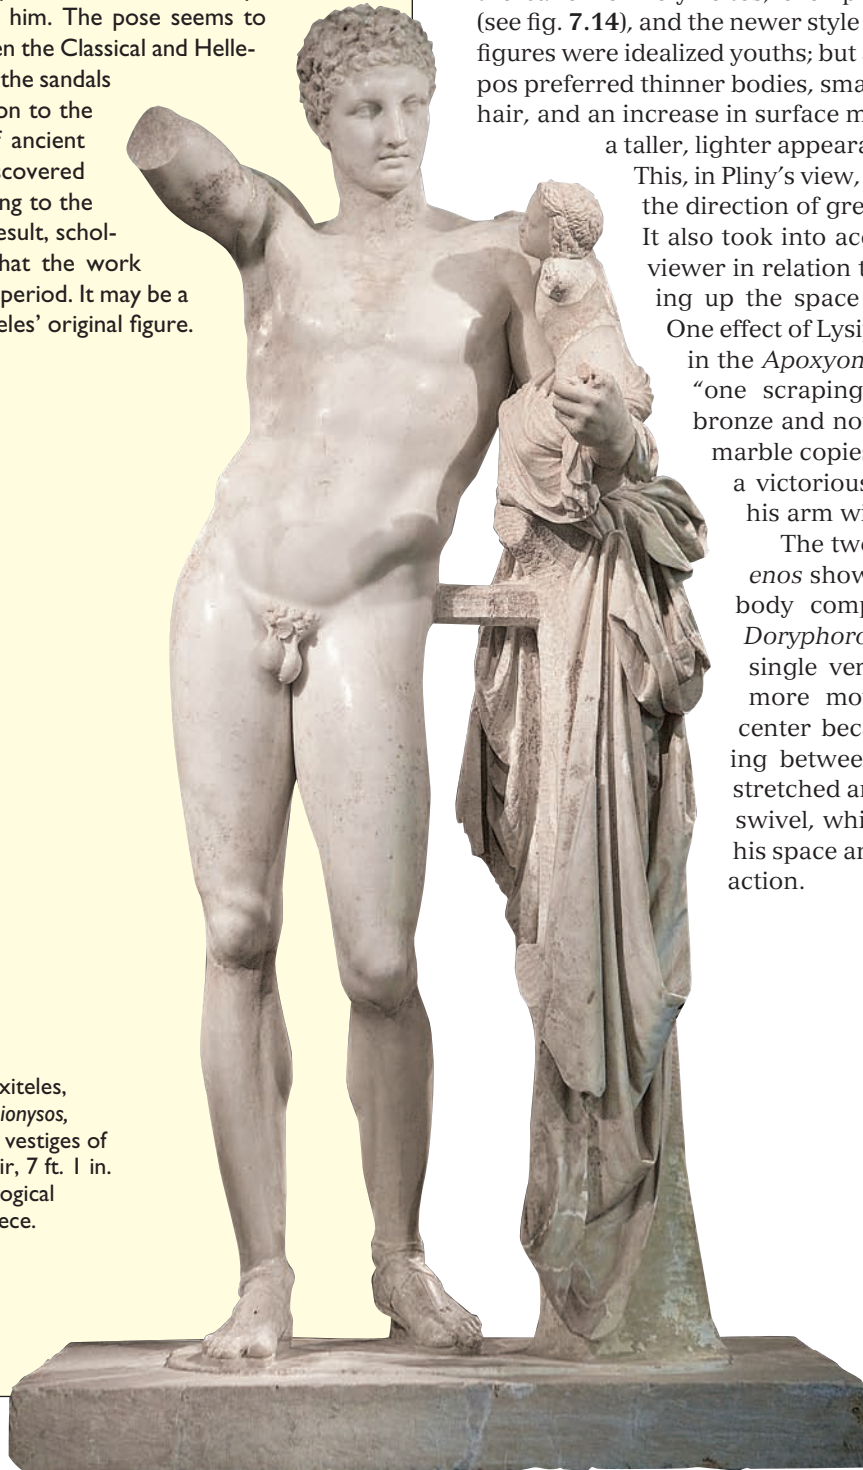 him. The pose seems to
en the Classical and Helle-
the sandals
on to the
ancient
scovered
ng to the
esult, schol-
hat the work
period. It may be a
eles’ original figure.
xiteles,
ionysos,
vestiges of
ir, 7 ft. 1 in.
ogical
ece.
(see fig. 7.14), and the newer style
figures were idealized youths; but
pos preferred thinner bodies, sma
hair, and an increase in surface m
a taller, lighter appeara
This, in Pliny’s view,
the direction of gre
It also took into acc
viewer in relation t
ing up the space
One effect of Lysip
in the Apoxyom
“one scraping
bronze and no
marble copies
a victorious
his arm wi
The two
enos show
body comp
Doryphoro
single ver
more mo
center bec
ing betwee
stretched ar
swivel, whi
his space an
action.